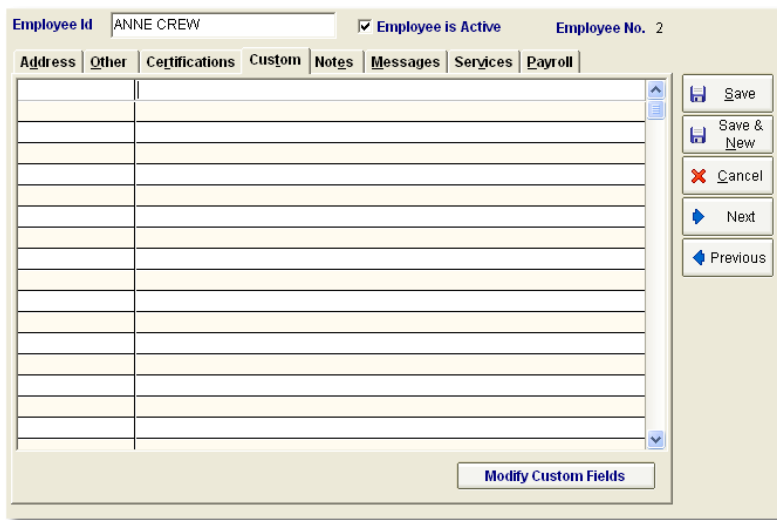 Employee Id ANNE CREW Employee is Active Employee No. 2
Address Other Certifications Custom Notes Messages Services Payroll
Save
Save &
New
Cancel
Next
Previous
Modify Custom Fields